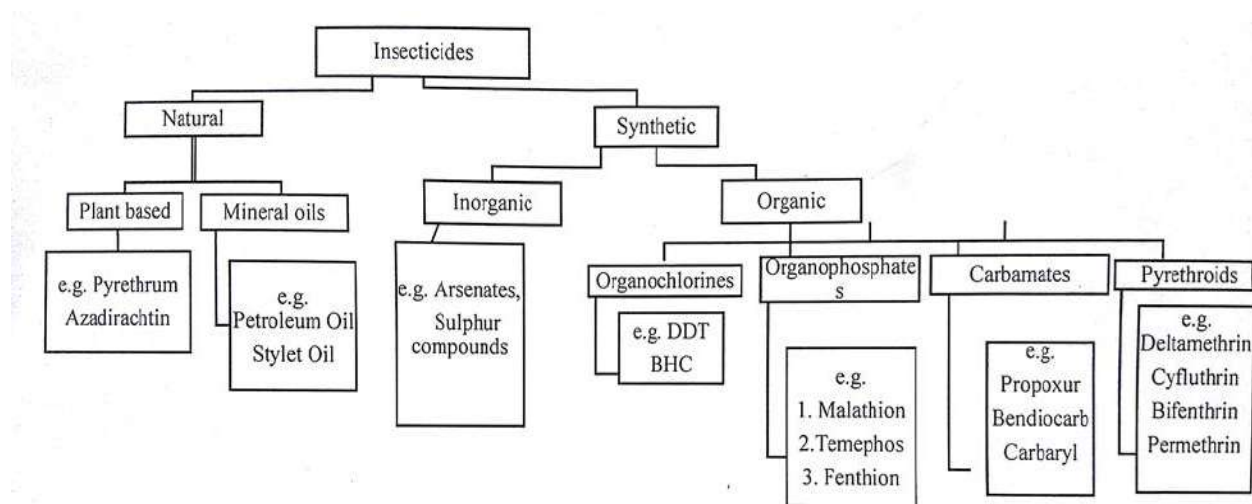 Insecticides
Natural
Synthetic
Plant based
Mineral oils
Inorganic
Organic
e.g. Pyrethrum
Azadirachtin
e.g.
Petroleum Oil
Stylet Oil
e.g. Arsenates,
Sulphur
compounds
Organochlorines
Organophosphate
s
Carbamates
Pyrethroids
e.g. DDT
BHC
e.g.
1. Malathion
2.Temephos
3. Fenthion
e.g.
Propoxur
Bendiocarb
Carbaryl
e.g.
Deltamethrin
Cyfluthrin
Bifenthrin
Permethrin